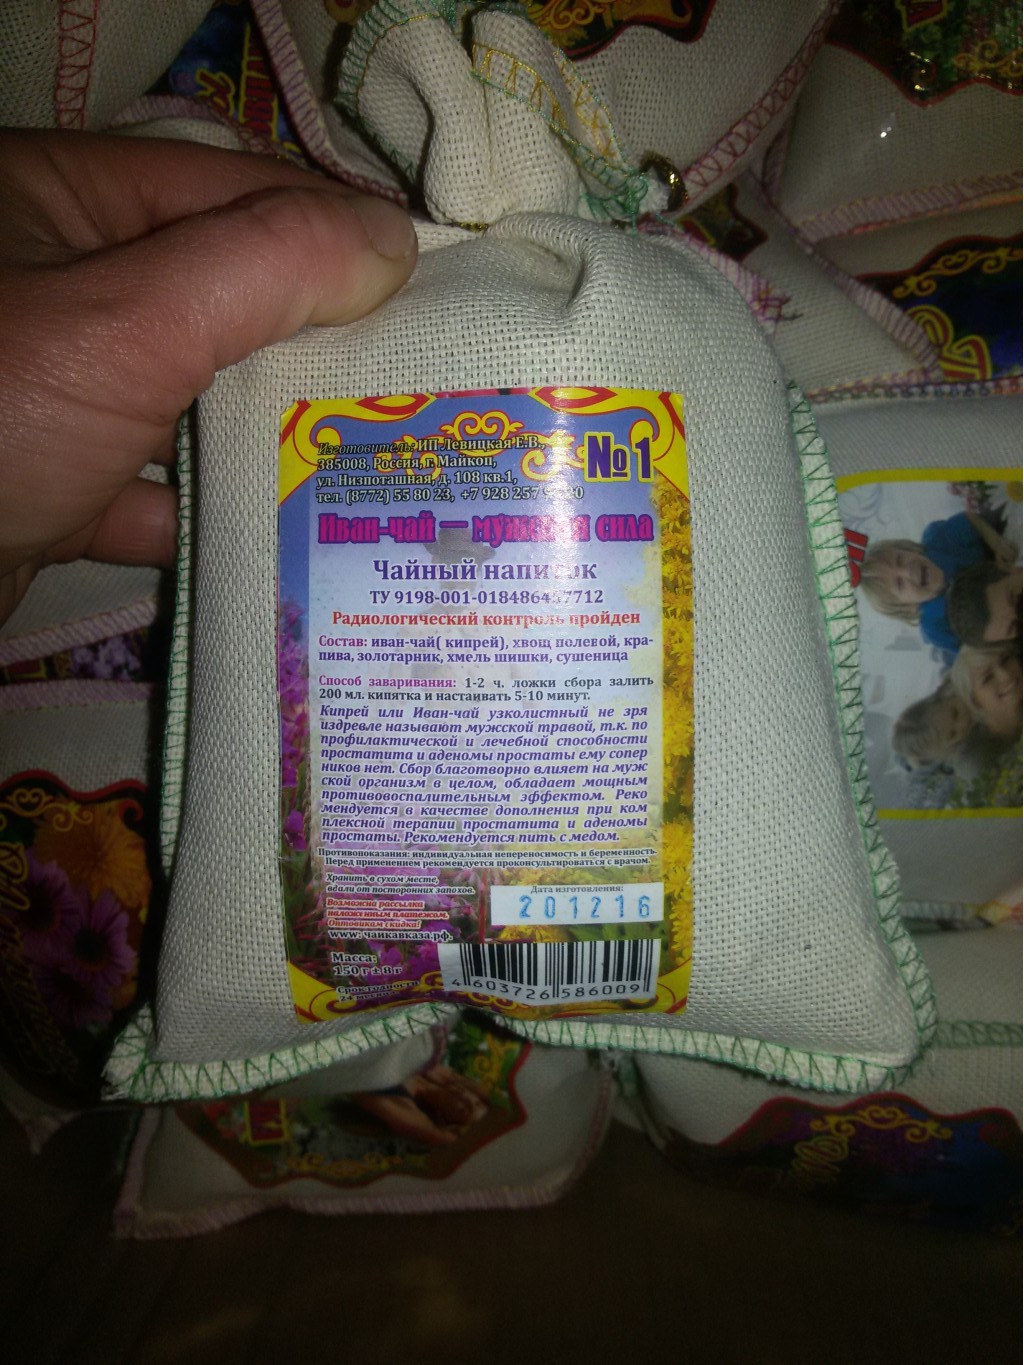 Изготовитель: ИП Левицкая Е.В.,
385008, Россия, г. Майкоп,
ул. Низпоташная, д. 108 кв.1,
тел. (8772) 55 80 23, +7 928 257
№1
Иван-чай — мужская сила
Чайный напиток
ТУ 9198-001-018486457712
Радиологический контроль пройден
Состав: иван-чай( кипрей), хвощ полевой, кра-
пива, золотарник, хмель шишки, сушеница
Способ заваривания: 1-2 ч. ложки сбора залить
200 мл. кипятка и настаивать 5-10 минут.
Кипрей или Иван-чай узколистный не зря
издревле называют мужской травой, т.к. по
профилактической и лечебной способности
простатита и аденомы простаты ему сопер
ников нет. Сбор благотворно влияет на муж
ской организм в целом, обладает мощным
противовоспалительным эффектом. Реко
мендуется в качестве дополнения при ком
плексной терапии простатита и аденомы
простаты. Рекомендуется пить с медом.
Противопоказания: индивидуальная непереносимость и беременность
Перед применением рекомендуется проконсультироваться с врачом.
Хранить в сухом месте,
вдали от посторонних запахов.
Возможна рассылка
наложенным платежом.
Оптовикам скидка!
www: чайкавказа.рф.
Дата изготовления:
201216
Масса:
150 г ± 8 г
Срок годности
24 месяца
4 603726 586009